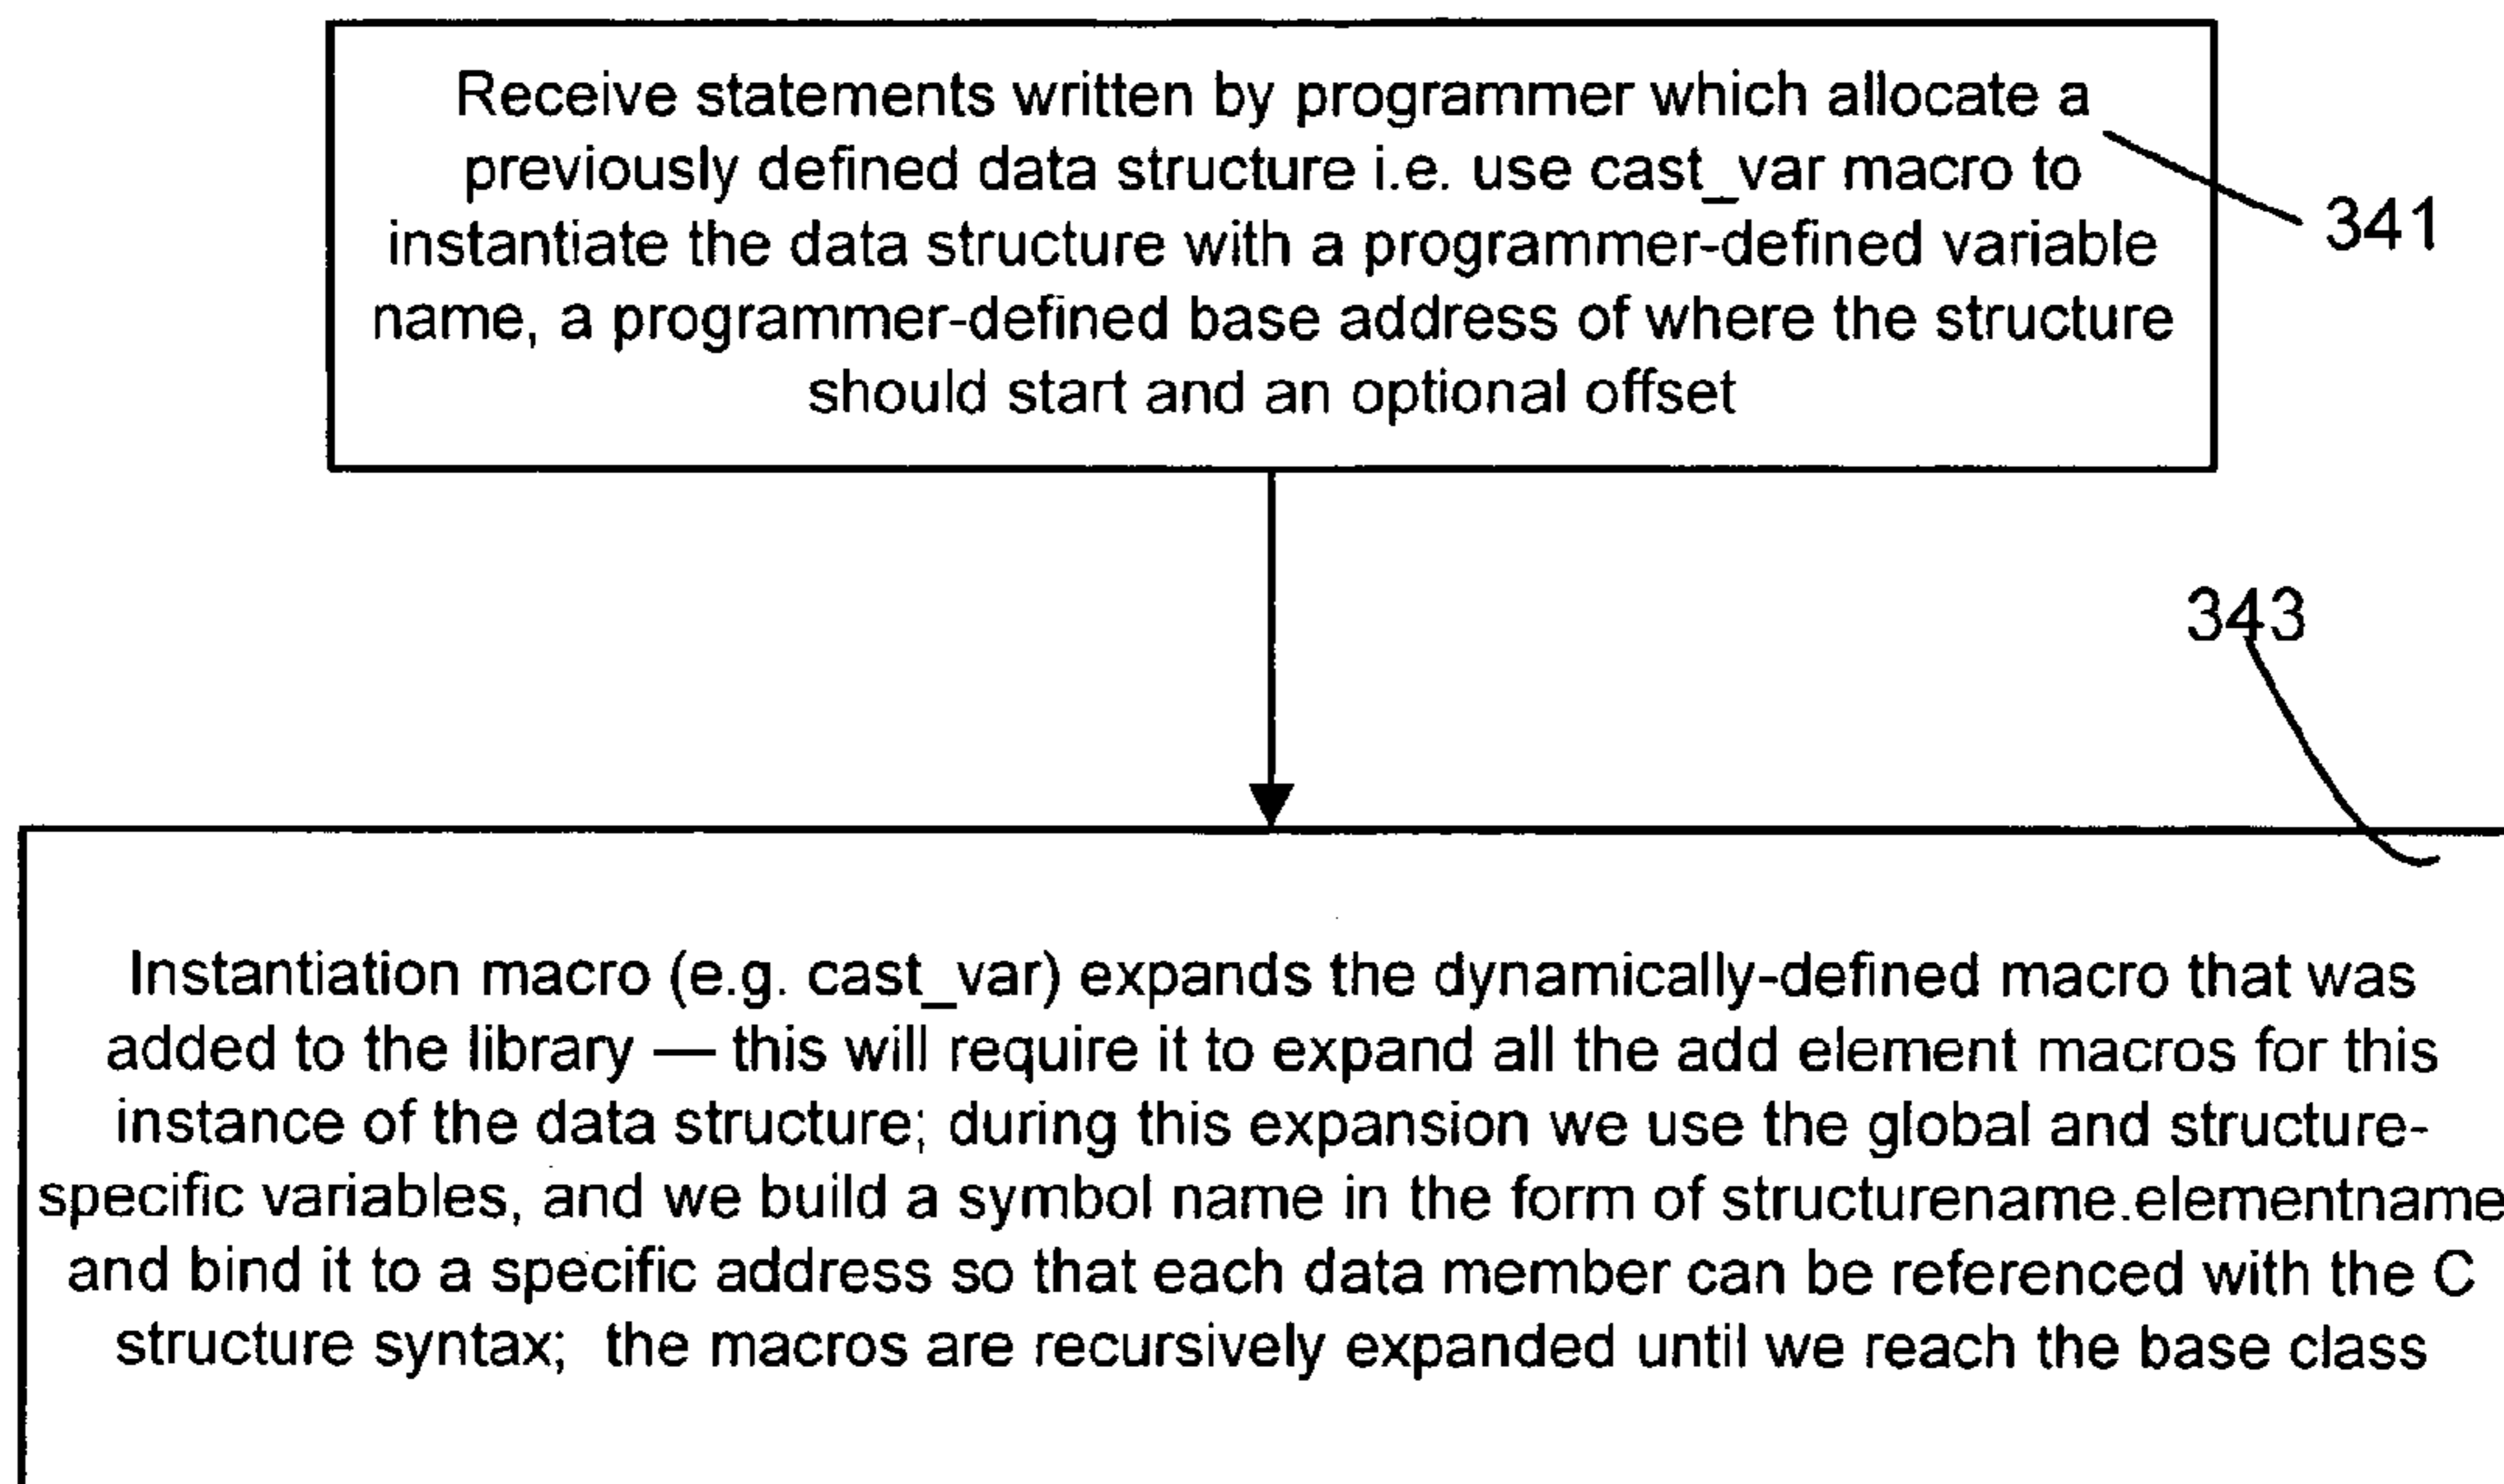 Receive statements written by programmer which allocate a
previously defined data structure i.e. use cast_var macro to
instantiate the data structure with a programmer-defined variable
name, a programmer-defined base address of where the structure
should start and an optional offset
341
343
Instantiation macro (e.g. cast_var) expands the dynamically-defined macro that was
added to the library — this will require it to expand all the add element macros for this
instance of the data structure; during this expansion we use the global and structure-
specific variables, and we build a symbol name in the form of structurename.elementname
and bind it to a specific address so that each data member can be referenced with the C
structure syntax;  the macros are recursively expanded until we reach the base class